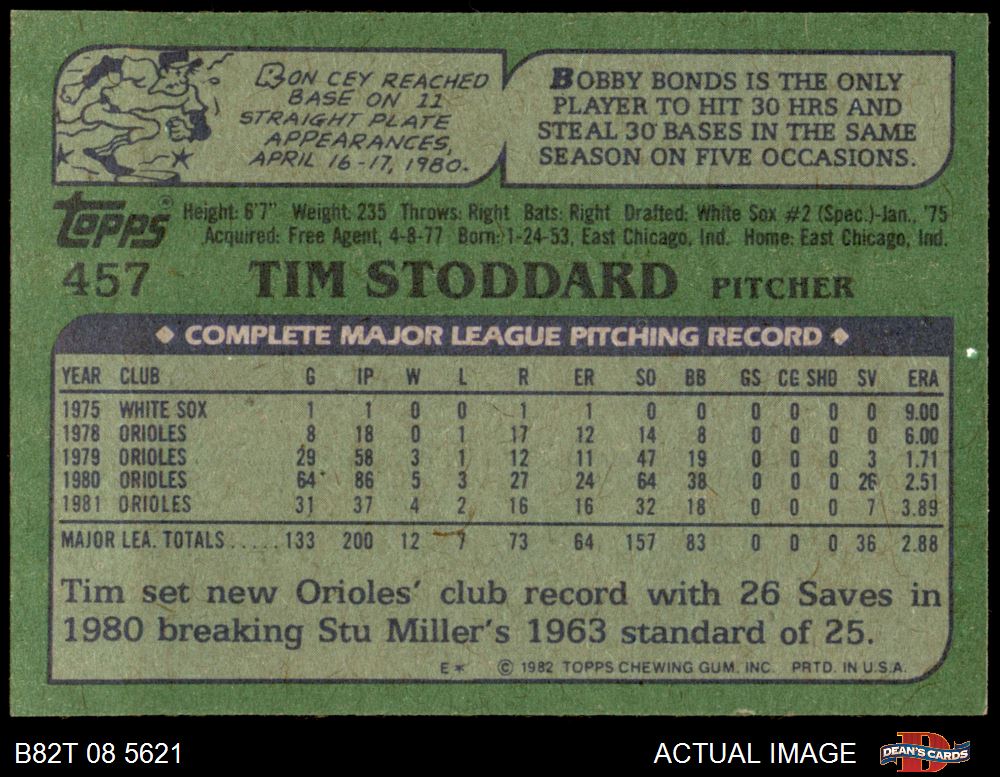 RON CEY REACHED
BASE ON 11
STRAIGHT PLATE
APPEARANCES,
APRIL 16-17, 1980.
BOBBY BONDS IS THE ONLY
PLAYER TO HIT 30 HRS AND
STEAL 30 BASES IN THE SAME
SEASON ON FIVE OCCASIONS.
Topps®
Height: 6'7" Weight: 235 Throws: Right Bats: Right Drafted: White Sox #2 (Spec.)-Jan., '75
Acquired: Free Agent, 4-8-77 Born: 1-24-53, East Chicago, Ind. Home: East Chicago, Ind.
457 TIM STODDARD PITCHER
◆ COMPLETE MAJOR LEAGUE PITCHING RECORD ◆
YEAR CLUB G IP W L R ER SO BB GS CG SHO SV ERA
1975 WHITE SOX 1 1 0 0 1 1 0 0 0 0 0 0 9.00
1978 ORIOLES 8 18 0 1 17 12 14 8 0 0 0 0 6.00
1979 ORIOLES 29 58 3 1 12 11 47 19 0 0 0 3 1.71
1980 ORIOLES 64 86 5 3 27 24 64 38 0 0 0 26 2.51
1981 ORIOLES 31 37 4 2 16 16 32 18 0 0 0 7 3.89
MAJOR LEA. TOTALS..... 133 200 12 7 73 64 157 83 0 0 0 36 2.88
Tim set new Orioles' club record with 26 Saves in
1980 breaking Stu Miller's 1963 standard of 25.
E* © 1982 TOPPS CHEWING GUM, INC. PRTD. IN U.S.A.
B82T 08 5621 ACTUAL IMAGE DEAN'S CARDS